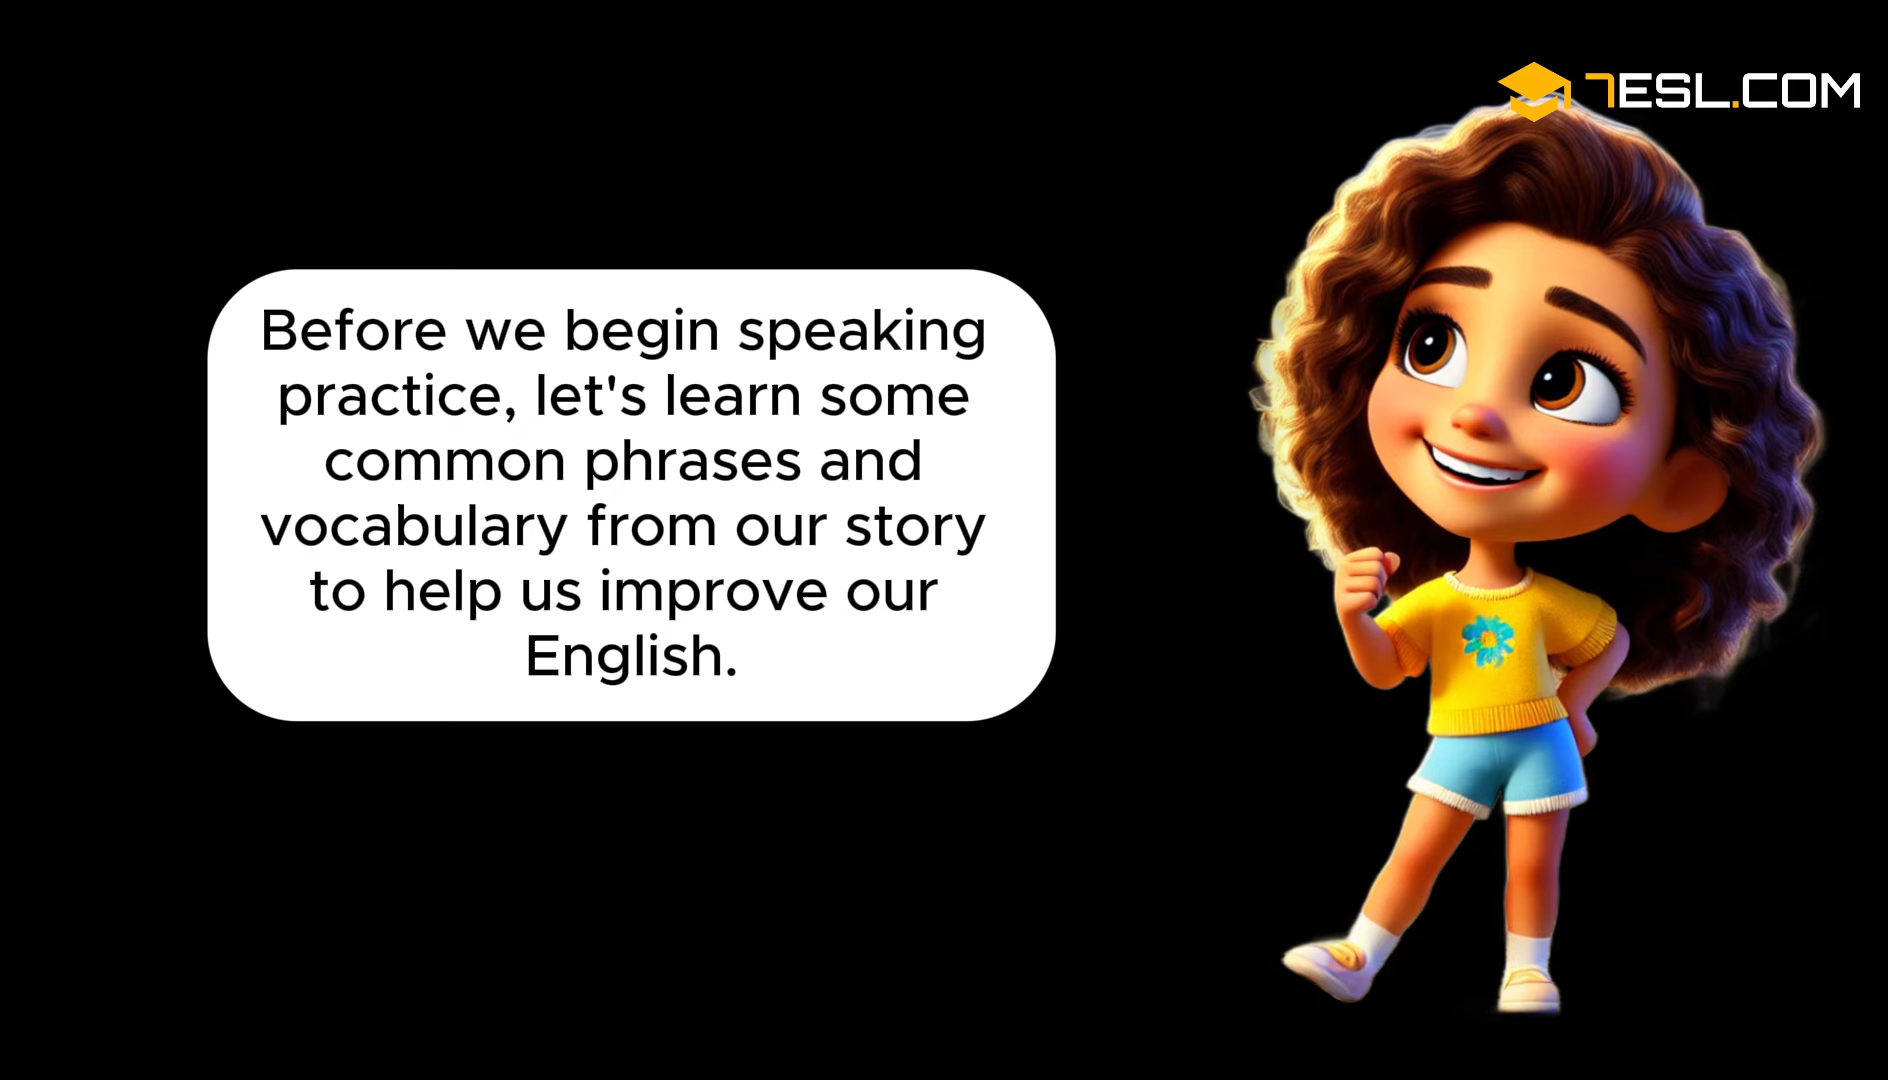 7ESL.COM
Before we begin speaking
practice, let's learn some
common phrases and
vocabulary from our story
to help us improve our
English.